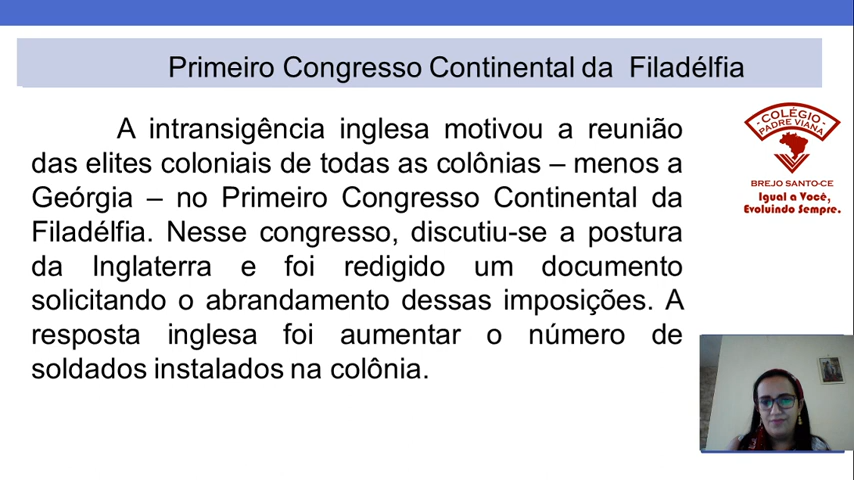 Primeiro Congresso Continental da Filadélfia
A intransigência inglesa motivou a reunião
das elites coloniais de todas as colônias – menos a
Geórgia – no Primeiro Congresso Continental da
Filadélfia. Nesse congresso, discutiu-se a postura
da Inglaterra e foi redigido um documento
solicitando o abrandamento dessas imposições. A
resposta inglesa foi aumentar o número de
soldados instalados na colônia.
- COLÉGIO -
PADRE VIANA
BREJO SANTO-CE
Igual a Você,
Evoluindo Sempre.